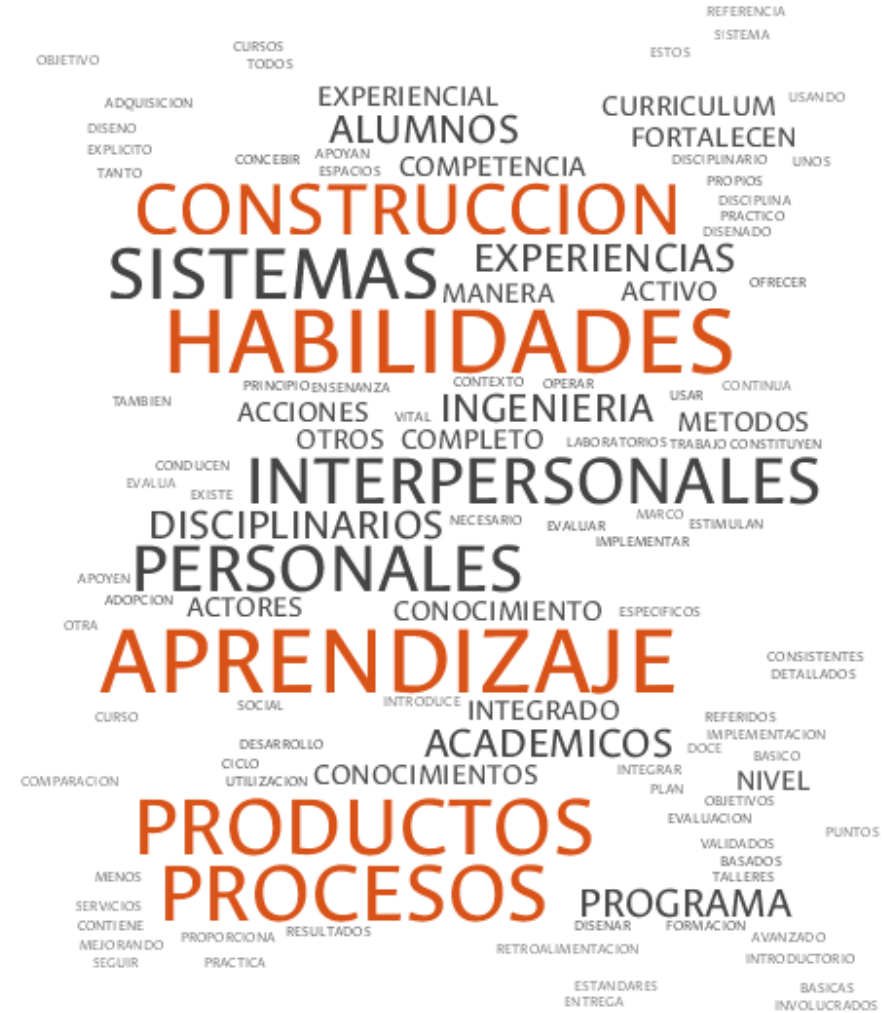 REFERENCIA
SISTEMA
CURSOS
ESTOS
OBJETIVO
TODOS
EXPERIENCIAL
USANDO
ADQUISICION
CURRICULUM
DISENO
ALUMNOS
FORTALECEN
EXPLICITO
CONCEBIR
APOYAN
DISCIPLINARIO
UNOS
TANTO
ESPACIOS
COMPETENCIA
PROPIOS
CONSTRUCCION
DISCIPLINA
PRACTICO
DISENADO
SISTEMAS
EXPERIENCIAS
MANERA
ACTIVO
OFRECER
HABILIDADES
PRINCIPIO
ENSENANZA
CONTEXTO
OPERAR
CONTINUA
TAMBIEN
USAR
ACCIONES
VITAL
INGENIERIA
METODOS
OTROS
COMPLETO
LABORATORIOS
TRABAJO
CONSTITUYEN
CONDUCEN
EVALUA
EXISTE
INTERPERSONALES
DISCIPLINARIOS
NECESARIO
EVALUAR
MARCO
ESTIMULAN
IMPLEMENTAR
APOYEN
PERSONALES
ADOPCION
ACTORES
CONOCIMIENTO
ESPECIFICOS
OTRA
APRENDIZAJE
CONSISTENTES
DETALLADOS
SOCIAL
INTRODUCE
INTEGRADO
CURSO
REFERIDOS
IMPLEMENTACION
DESARROLLO
ACADEMICOS
DOCE
BASICO
CICLO
COMPARACION
UTILIZACION
CONOCIMIENTOS
INTEGRAR
NIVEL
PLAN
OBJETIVOS
PRODUCTOS
EVALUACION
PUNTOS
VALIDADOS
BASADOS
MENOS
TALLERES
PROCESOS
SERVICIOS
PROGRAMA
CONTIENE
DISENAR
FORMACION
PROPORCIONA
RESULTADOS
AVANZADO
MEJORANDO
RETROALIMENTACION
SEGUIR
PRACTICA
INTRODUCTORIO
ESTANDARES
BASICAS
ENTREGA
INVOLUCRADOS